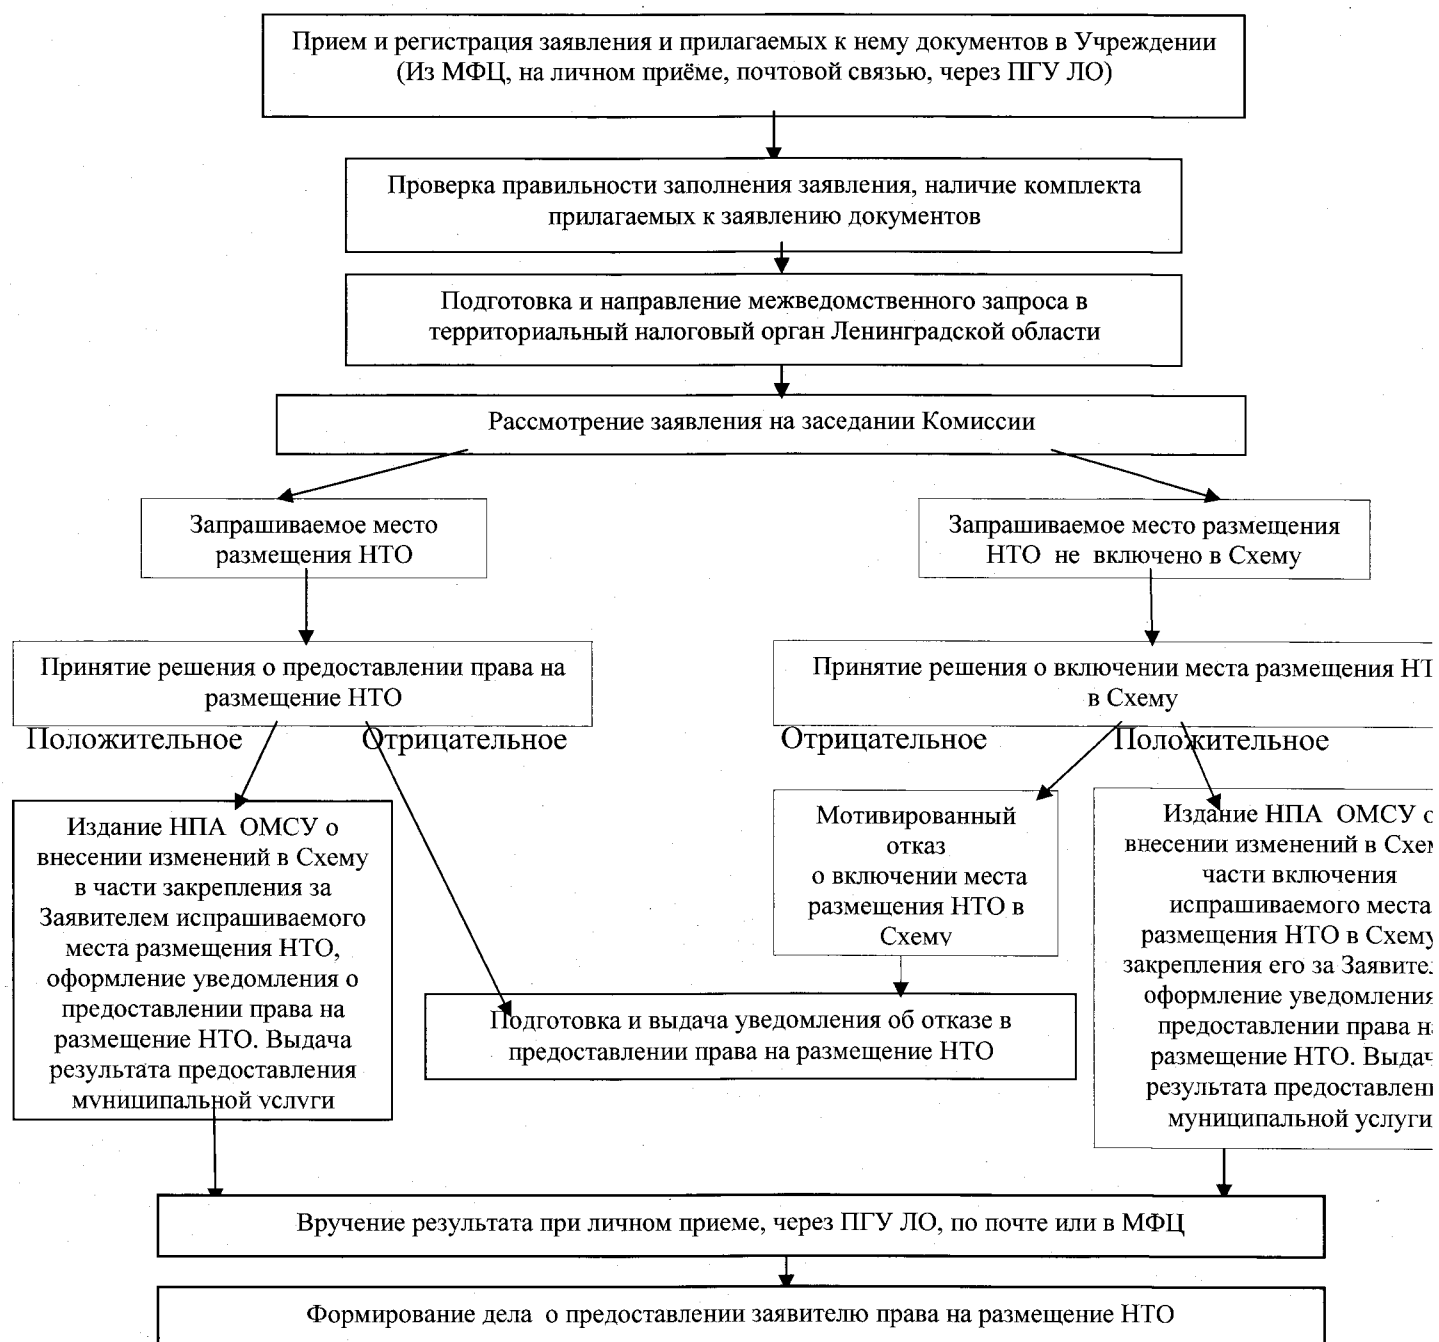 Прием и регистрация заявления и прилагаемых к нему документов в Учреждении
(Из МФЦ, на личном приёме, почтовой связью, через ПГУ ЛО)
Проверка правильности заполнения заявления, наличие комплекта
прилагаемых к заявлению документов
Подготовка и направление межведомственного запроса в
территориальный налоговый орган Ленинградской области
Рассмотрение заявления на заседании Комиссии
Запрашиваемое место
размещения НТО
Запрашиваемое место размещения
НТО не включено в Схему
Принятие решения о предоставлении права на
размещение НТО
Принятие решения о включении места размещения
в Схему
Положительное
Отрицательное
Отрицательное
Положительное
Издание НПА ОМСУ о
внесении изменений в Схему
в части закрепления за
Заявителем испрашиваемого
места размещения НТО,
оформление уведомления о
предоставлении права на
размещение НТО. Выдача
результата предоставления
муниципальной услуги
Мотивированный
отказ
о включении места
размещения НТО в
Схему
Издание НПА ОМСУ
внесении изменений в
части включения
испрашиваемого места
размещения НТО в Схему
закрепления его за
оформление уведомления
предоставлении права
размещение НТО.
результата
муниципальной услуги
Подготовка и выдача уведомления об отказе в
предоставлении права на размещение НТО
Вручение результата при личном приеме, через ПГУ ЛО, по почте или в МФЦ
Формирование дела о предоставлении заявителю права на размещение НТО